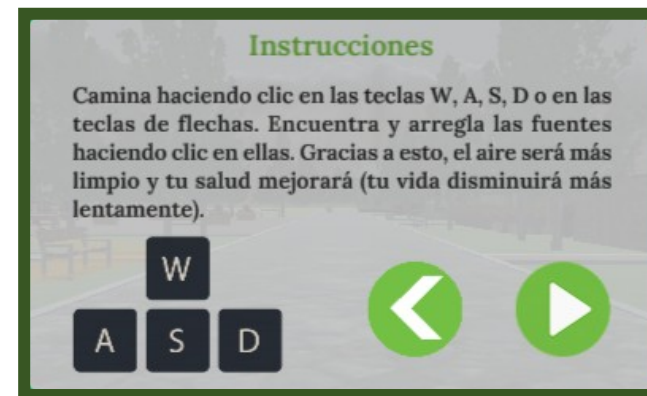 Instrucciones
Camina haciendo clic en las teclas W, A, S, D o en las
teclas de flechas. Encuentra y arregla las fuentes
haciendo clic en ellas. Gracias a esto, el aire será más
limpio y tu salud mejorará (tu vida disminuirá más
lentamente).
W
A S D